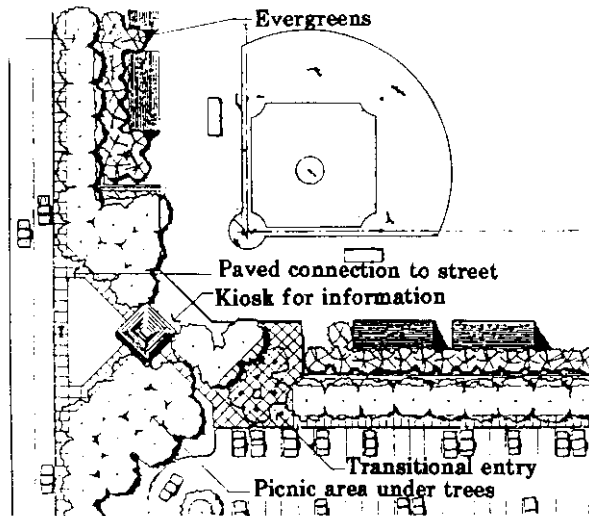 Evergreens
Paved connection to street
Kiosk for information
Transitional entry
Picnic area under trees